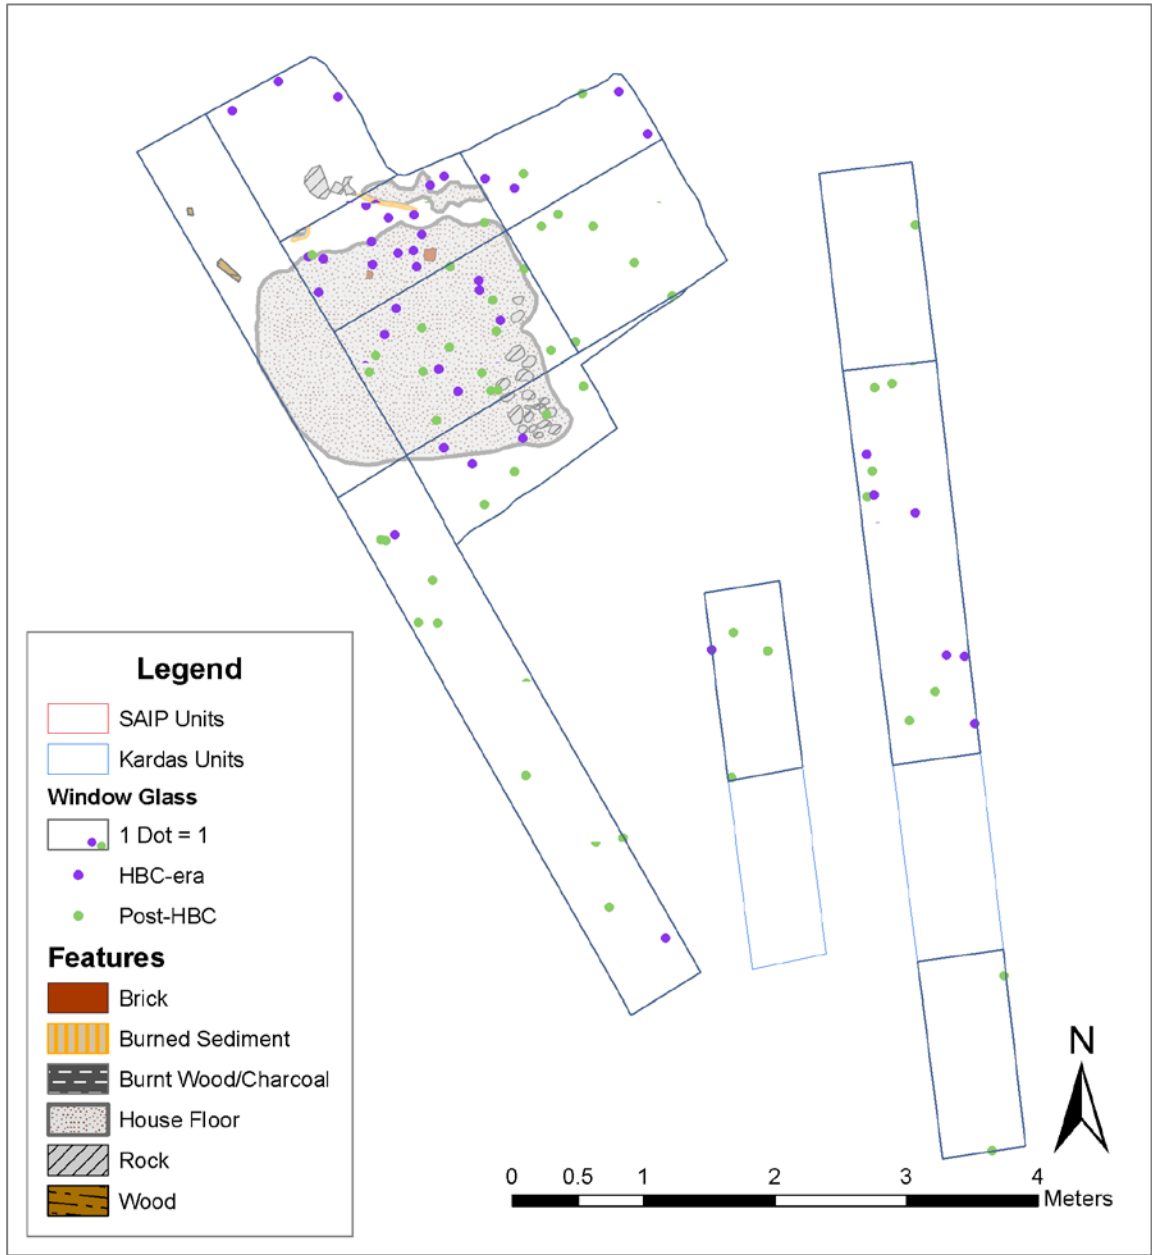 Legend
SAIP Units
Kardas Units
Window Glass
1 Dot = 1
HBC-era
Post-HBC
Features
Brick
Burned Sediment
Burnt Wood/Charcoal
House Floor
Rock
Wood
N
0 0.5 1 2 3 4
Meters